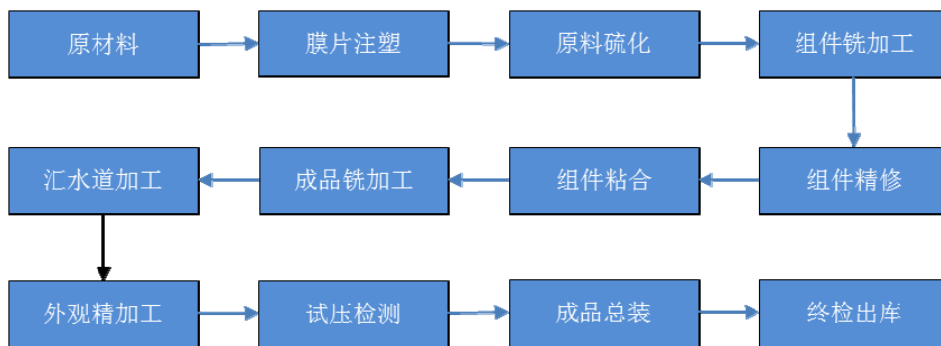 原材料
膜片注塑
原料硫化
组件铣加工
汇水道加工
成品铣加工
组件粘合
组件精修
外观精加工
试压检测
成品总装
终检出库